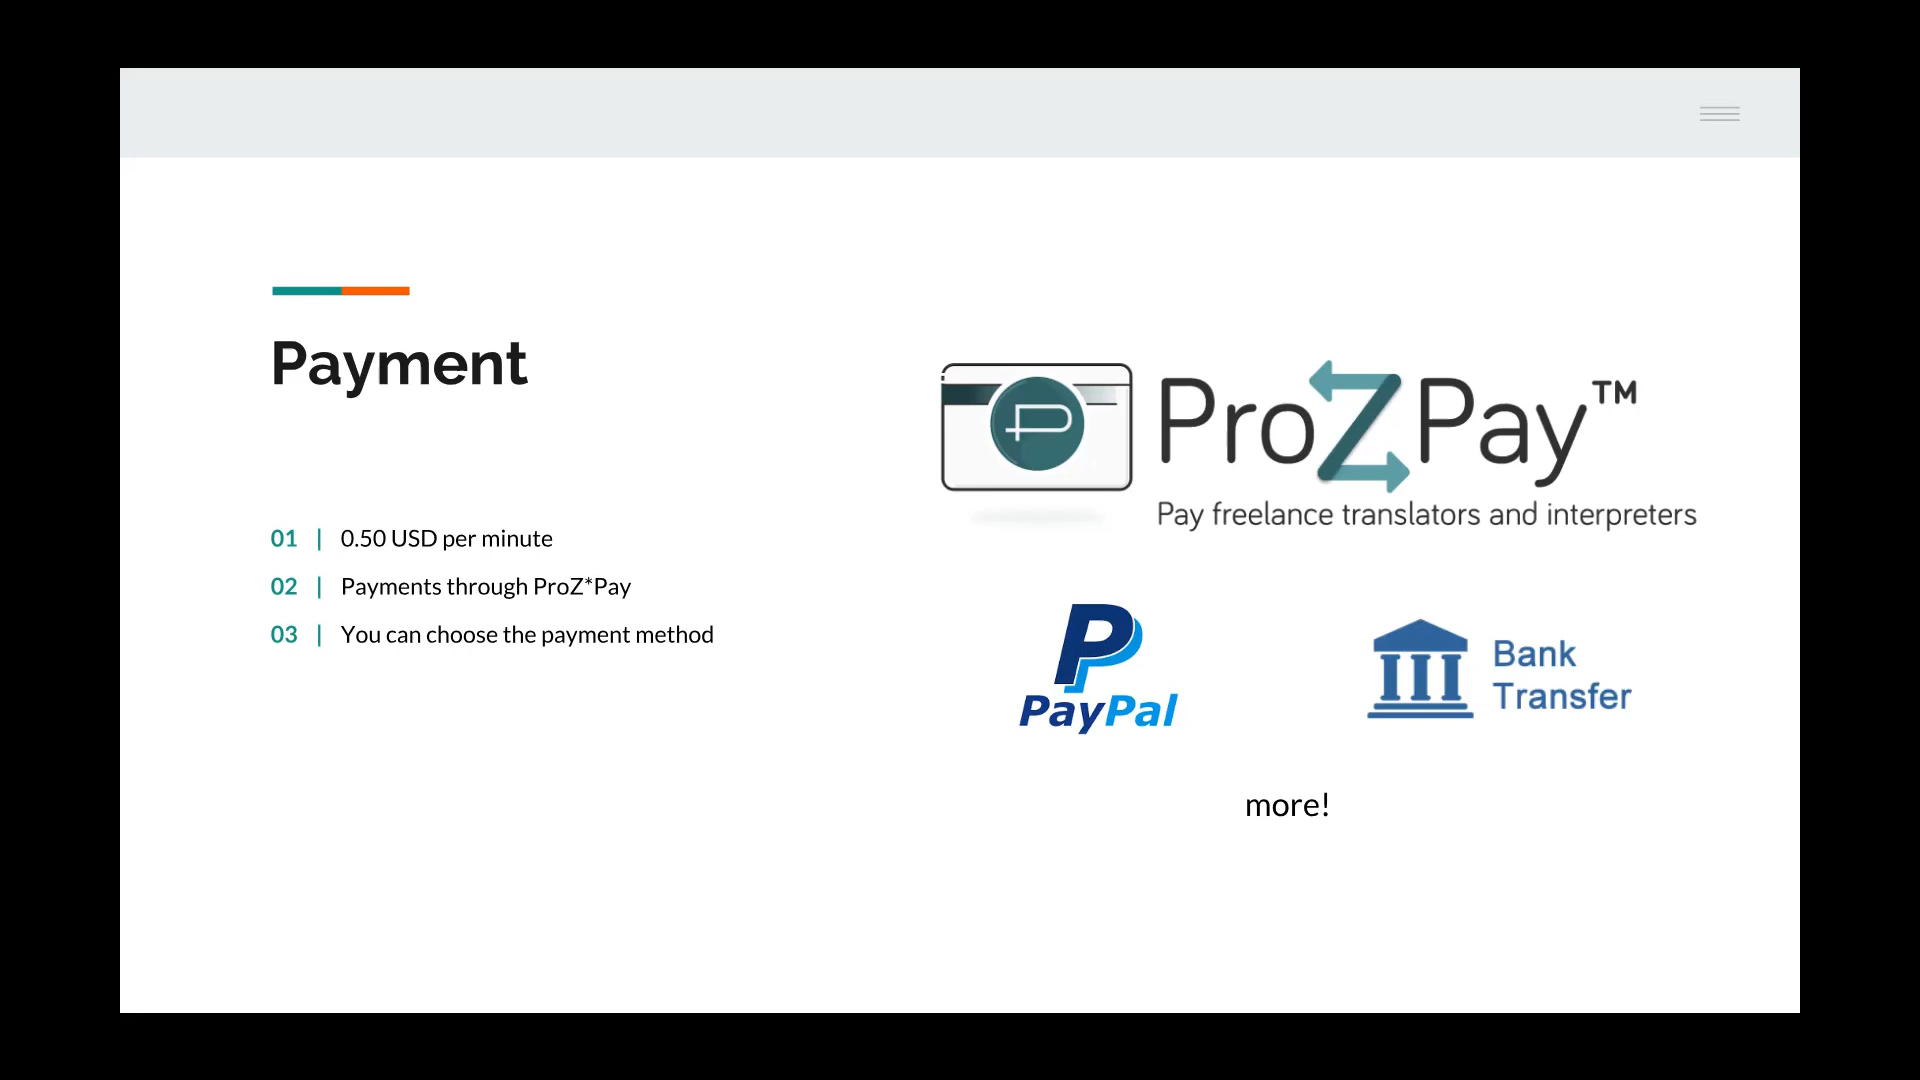 Payment
01 | 0.50 USD per minute
02 | Payments through ProZ*Pay
03 | You can choose the payment method
ProZPay™
Pay freelance translators and interpreters
PayPal
Bank
Transfer
more!